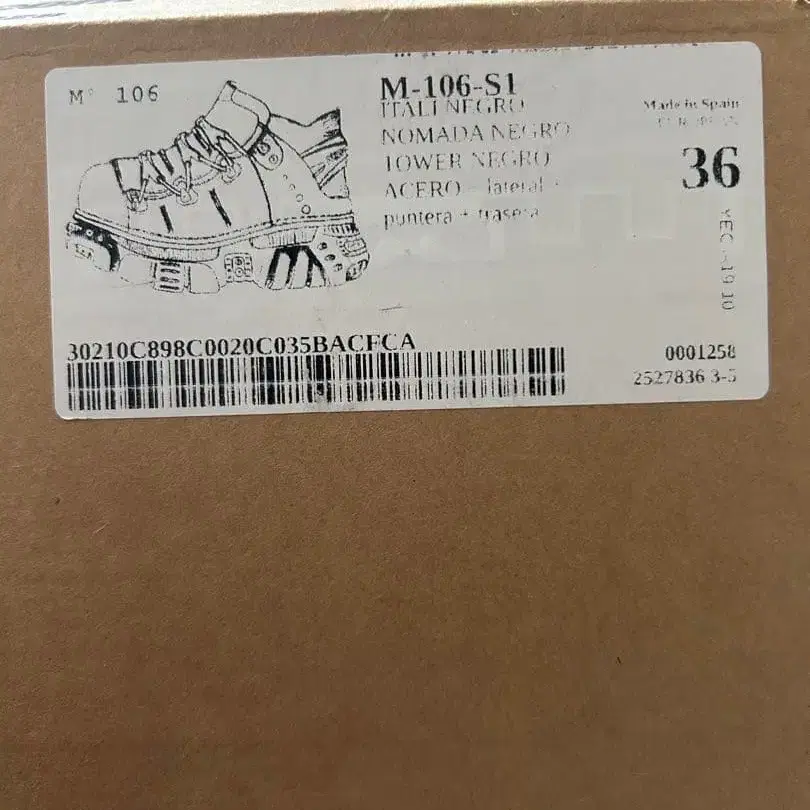 M° 106
M-106-S1
ITALI NEGRO
NOMADA NEGRO
TOWER NEGRO
ACERO - lateral +
puntera + trasera
Made in Spain
36
30210C898C0020C035BACFCA
0001258
2527836 3-5